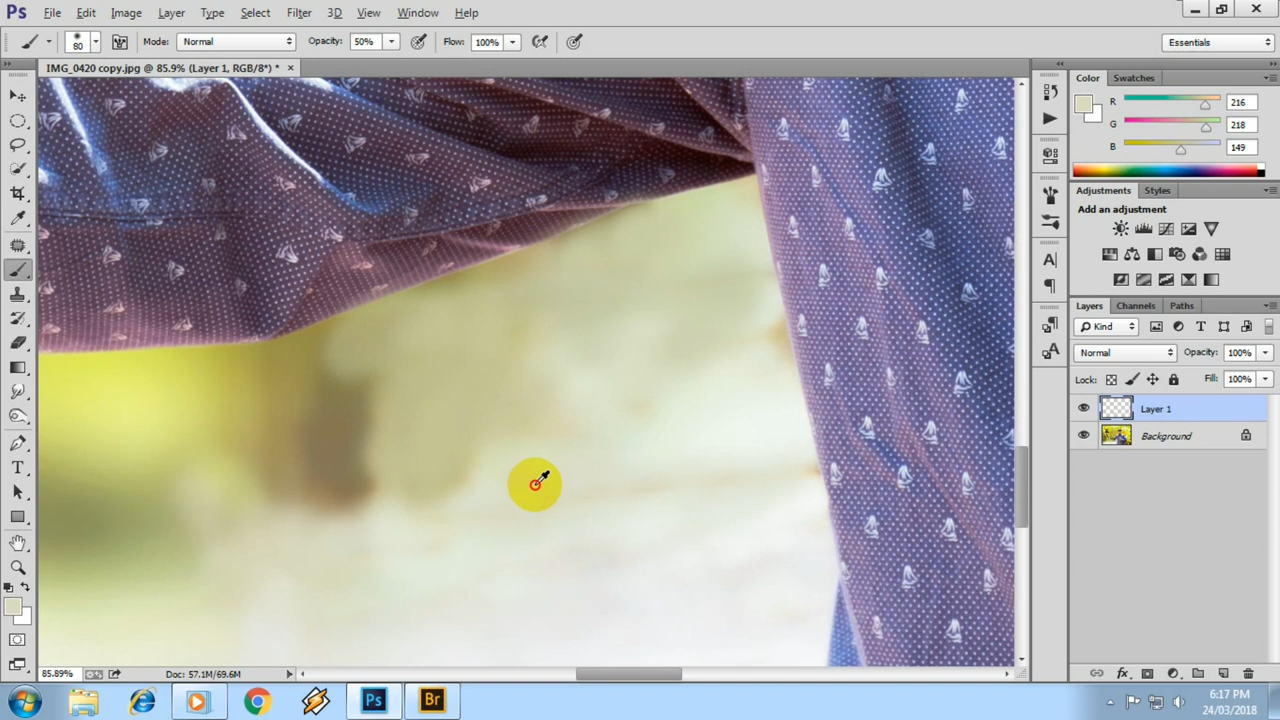 Ps File Edit Image Layer Type Select Filter 3D View Window Help
80 Mode: Normal Opacity: 50% Flow: 100% Essentials
IMG_0420 copy.jpg @ 85.9% (Layer 1, RGB/8*) * ×
Color Swatches
R 216
G 218
B 149
Adjustments Styles
Add an adjustment
Layers Channels Paths
Kind
Normal Opacity: 100%
Lock: Fill: 100%
Layer 1
Background
85.89% Doc: 57.1M/69.6M
Ps Br
6:17 PM
24/03/2018